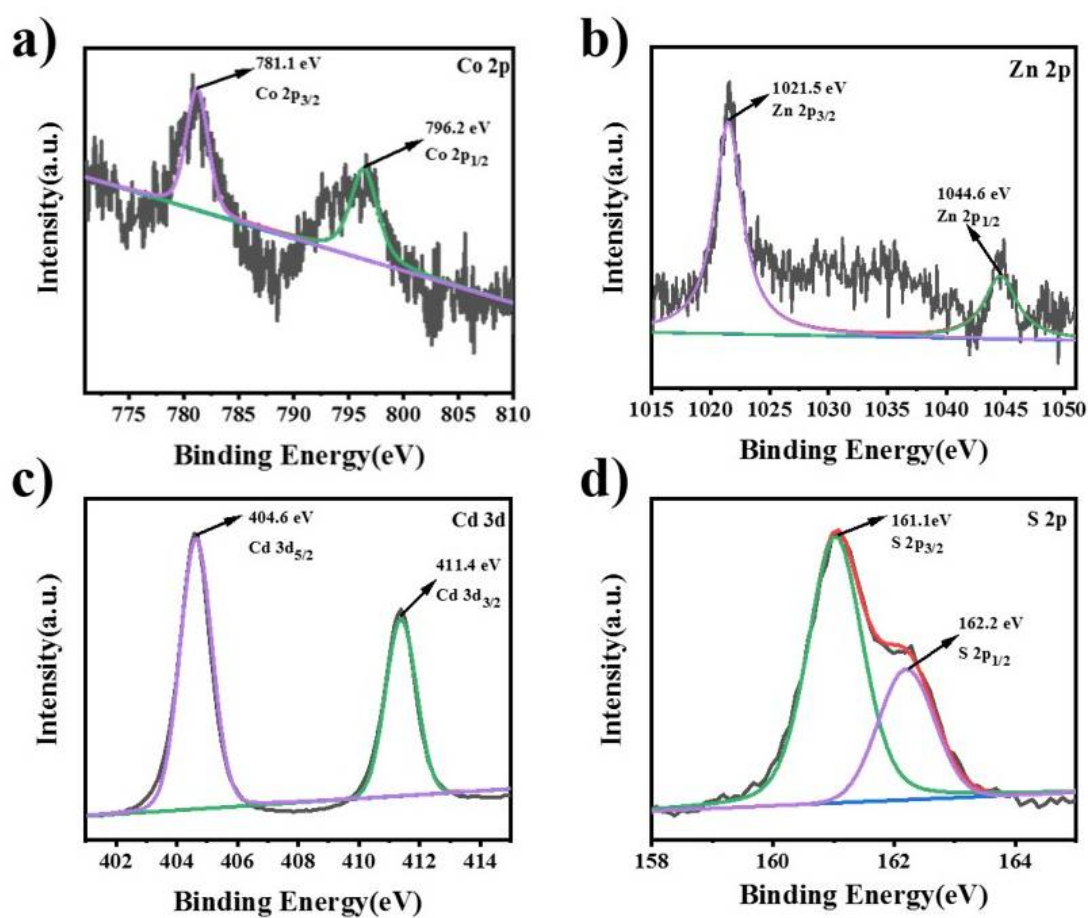 a)
Co 2p
781.1 eV
Co 2p3/2
796.2 eV
Co 2p1/2
Intensity(a.u.)
775 780 785 790 795 800 805 810
Binding Energy(eV)
b)
Zn 2p
1021.5 eV
Zn 2p3/2
1044.6 eV
Zn 2p1/2
Intensity(a.u.)
1015 1020 1025 1030 1035 1040 1045 1050
Binding Energy(eV)
c)
Cd 3d
404.6 eV
Cd 3d5/2
411.4 eV
Cd 3d3/2
Intensity(a.u.)
402 404 406 408 410 412 414
Binding Energy(eV)
d)
S 2p
161.1eV
S 2p3/2
162.2 eV
S 2p1/2
Intensity(a.u.)
158 160 162 164
Binding Energy(eV)